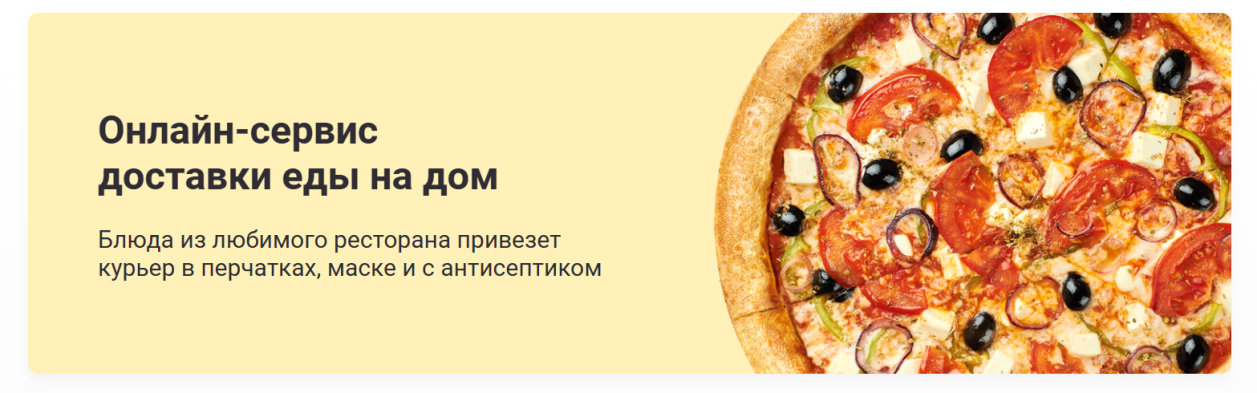 Онлайн-сервис
доставки еды на дом
Блюда из любимого ресторана привезет
курьер в перчатках, маске и с антисептиком